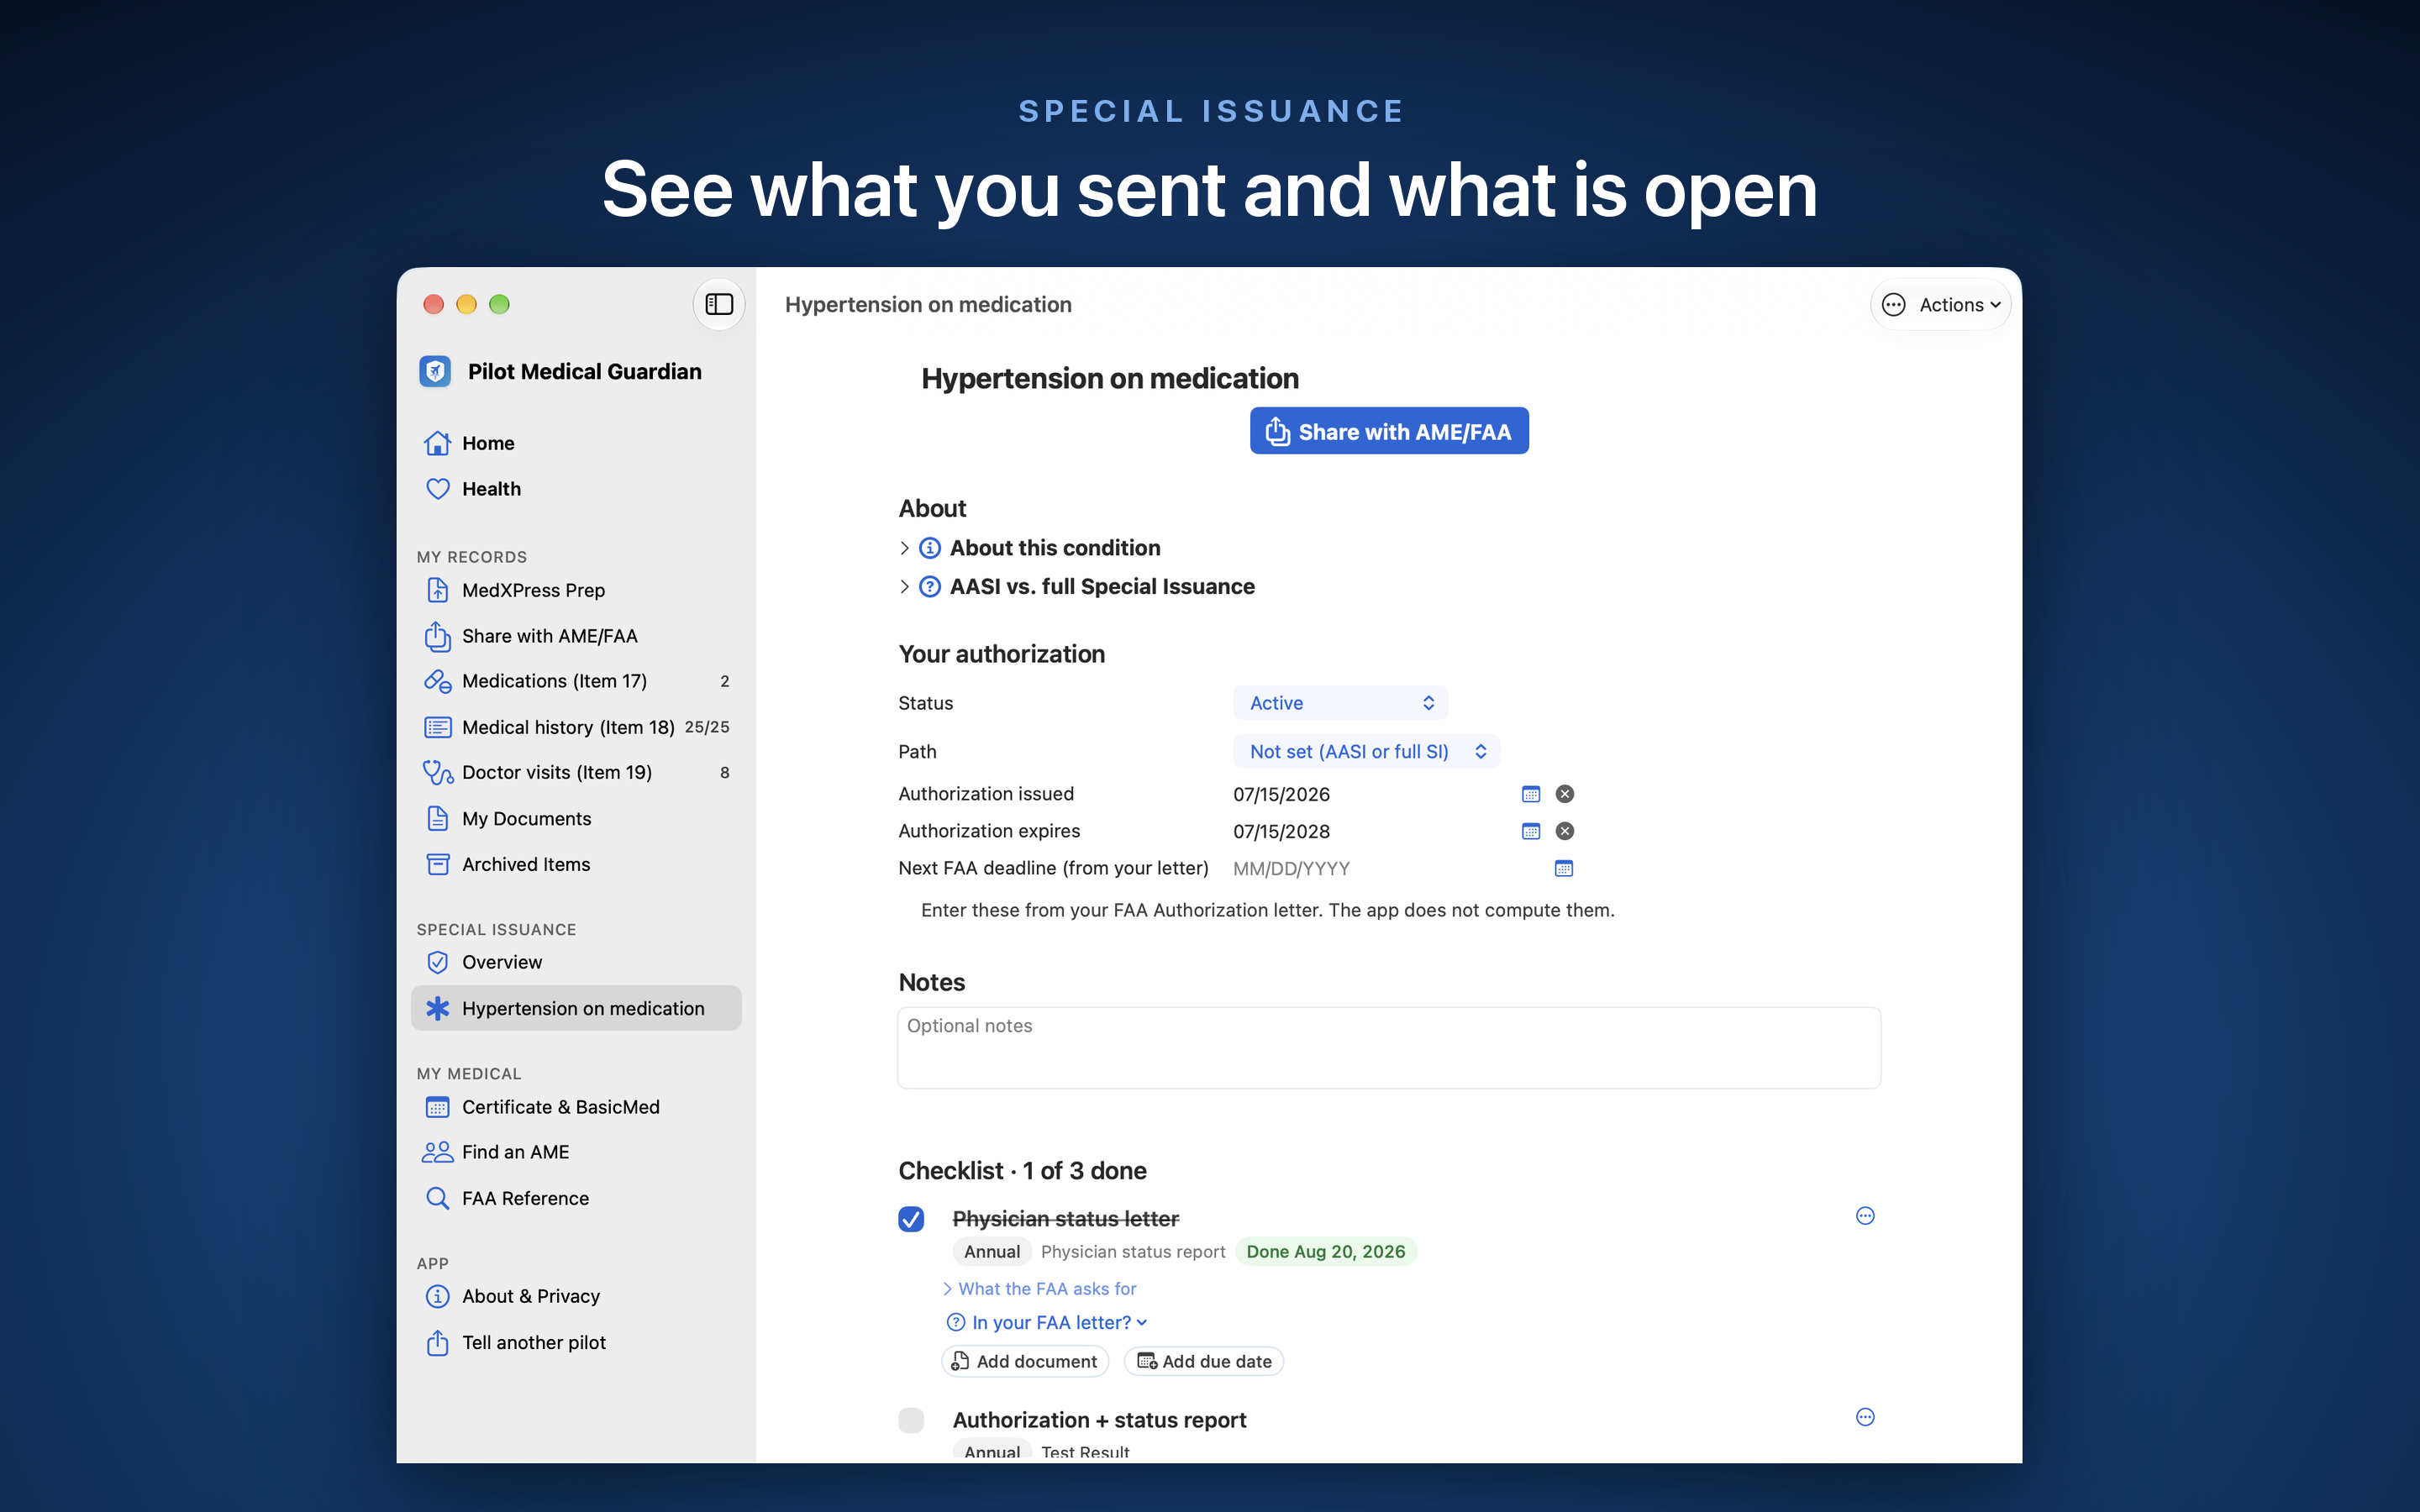 SPECIAL ISSUANCE
See what you sent and what is open
Hypertension on medication
Actions
Pilot Medical Guardian
Home
Health
MY RECORDS
MedXPress Prep
Share with AME/FAA
Medications (Item 17) 2
Medical history (Item 18) 25/25
Doctor visits (Item 19) 8
My Documents
Archived Items
SPECIAL ISSUANCE
Overview
Hypertension on medication
MY MEDICAL
Certificate & BasicMed
Find an AME
FAA Reference
APP
About & Privacy
Tell another pilot
Hypertension on medication
Share with AME/FAA
About
About this condition
AASI vs. full Special Issuance
Your authorization
Status Active
Path Not set (AASI or full SI)
Authorization issued 07/15/2026
Authorization expires 07/15/2028
Next FAA deadline (from your letter) MM/DD/YYYY
Enter these from your FAA Authorization letter. The app does not compute them.
Notes
Optional notes
Checklist · 1 of 3 done
Physician status letter
Annual Physician status report Done Aug 20, 2026
What the FAA asks for
In your FAA letter?
Add document Add due date
Authorization + status report
Annual Test Result